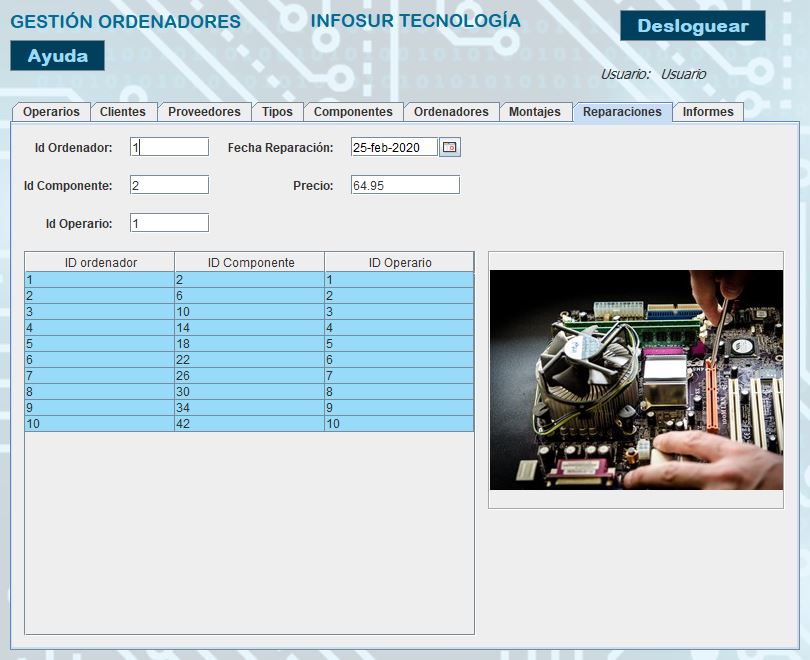 GESTIÓN ORDENADORES
INFOSUR TECNOLOGÍA
Desloguear
Ayuda
Usuario: Usuario
Operarios Clientes Proveedores Tipos Componentes Ordenadores Montajes Reparaciones Informes
Id Ordenador: 1 Fecha Reparación: 25-feb-2020
Id Componente: 2 Precio: 64.95
Id Operario: 1
ID ordenador ID Componente ID Operario
1 2 1
2 6 2
3 10 3
4 14 4
5 18 5
6 22 6
7 26 7
8 30 8
9 34 9
10 42 10